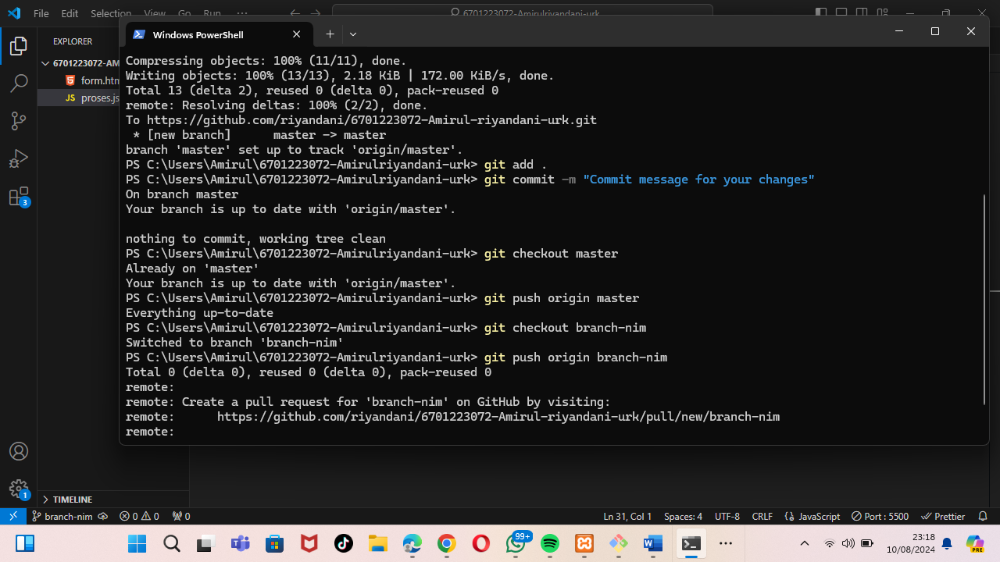 File Edit Selection View Go Run ...
6701223072-Amirulriyandani-urk
Windows PowerShell
EXPLORER
6701223072-AM
form.htm
JS proses.js
Compressing objects: 100% (11/11), done.
Writing objects: 100% (13/13), 2.18 KiB | 172.00 KiB/s, done.
Total 13 (delta 2), reused 0 (delta 0), pack-reused 0
remote: Resolving deltas: 100% (2/2), done.
To https://github.com/riyandani/6701223072-Amirul-riyandani-urk.git
* [new branch]      master -> master
branch 'master' set up to track 'origin/master'.
PS C:\Users\Amirul\6701223072-Amirulriyandani-urk> git add .
PS C:\Users\Amirul\6701223072-Amirulriyandani-urk> git commit -m "Commit message for your changes"
On branch master
Your branch is up to date with 'origin/master'.
nothing to commit, working tree clean
PS C:\Users\Amirul\6701223072-Amirulriyandani-urk> git checkout master
Already on 'master'
Your branch is up to date with 'origin/master'.
PS C:\Users\Amirul\6701223072-Amirulriyandani-urk> git push origin master
Everything up-to-date
PS C:\Users\Amirul\6701223072-Amirulriyandani-urk> git checkout branch-nim
Switched to branch 'branch-nim'
PS C:\Users\Amirul\6701223072-Amirulriyandani-urk> git push origin branch-nim
Total 0 (delta 0), reused 0 (delta 0), pack-reused 0
remote:
remote: Create a pull request for 'branch-nim' on GitHub by visiting:
remote:      https://github.com/riyandani/6701223072-Amirul-riyandani-urk/pull/new/branch-nim
remote:
3
1
TIMELINE
branch-nim 0 0 0 Ln 31, Col 1 Spaces: 4 UTF-8 CRLF JavaScript Port : 5500 Prettier
99+
23:18
10/08/2024
PRE